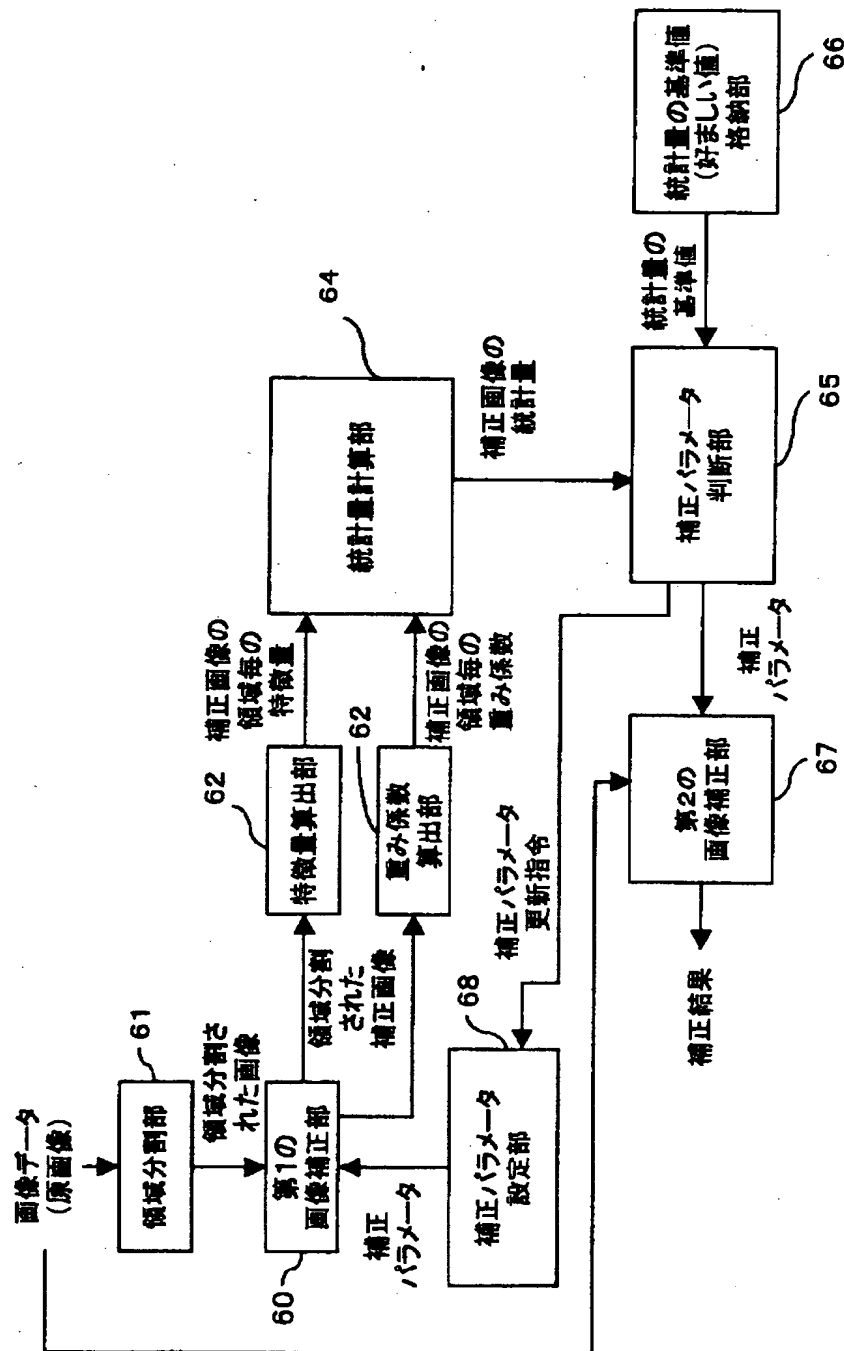 画像データ
(原画像)
領域分割部
61
領域分割さ
れた画像
第1の
画像補正部
60
補正
パラメータ
補正パラメータ
設定部
68
領域分割
された
補正画像
特徴量算出部
62
重み係数
算出部
62
補正画像の
領域毎の
特徴量
補正画像の
領域毎の
重み係数
統計量計算部
64
補正画像の
統計量
補正パラメータ
更新指令
補正パラメータ
判断部
65
統計量の
基準値
統計量の基準値
(好ましい値)
格納部
66
補正
パラメータ
第2の
画像補正部
67
補正結果